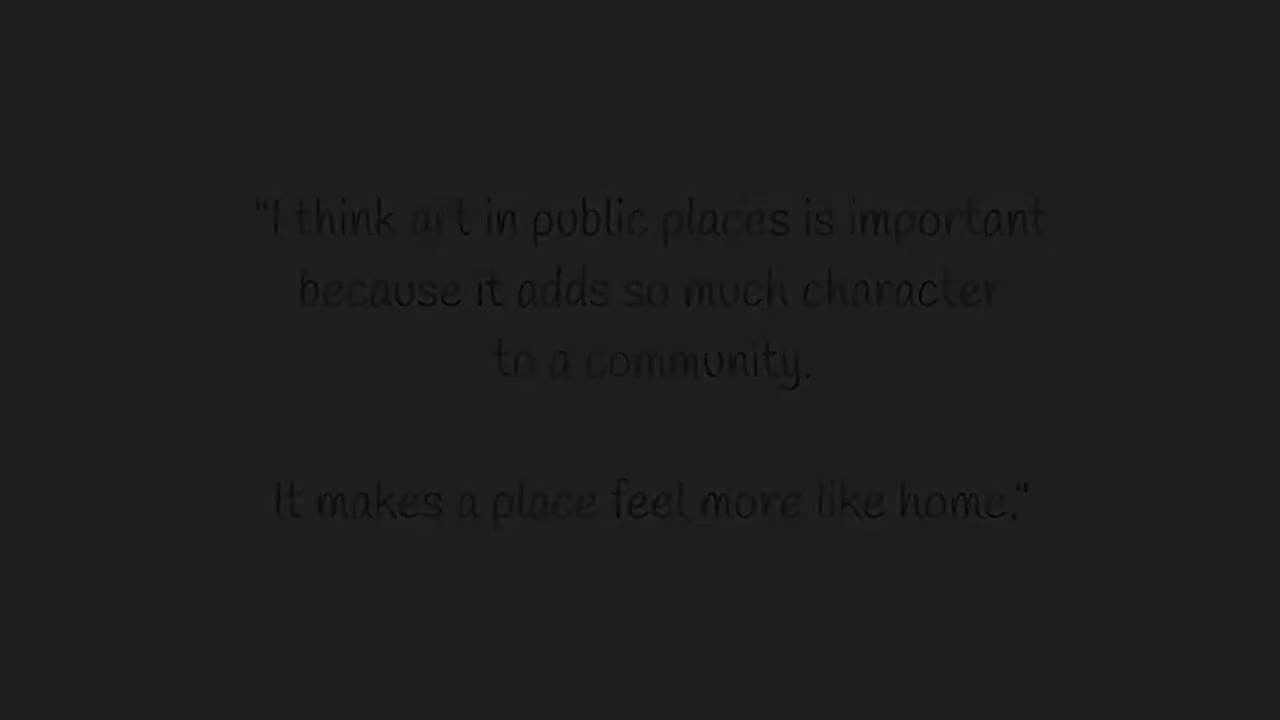 "I think art in public places is important
because it adds so much character
to a community.
It makes a place feel more like home."